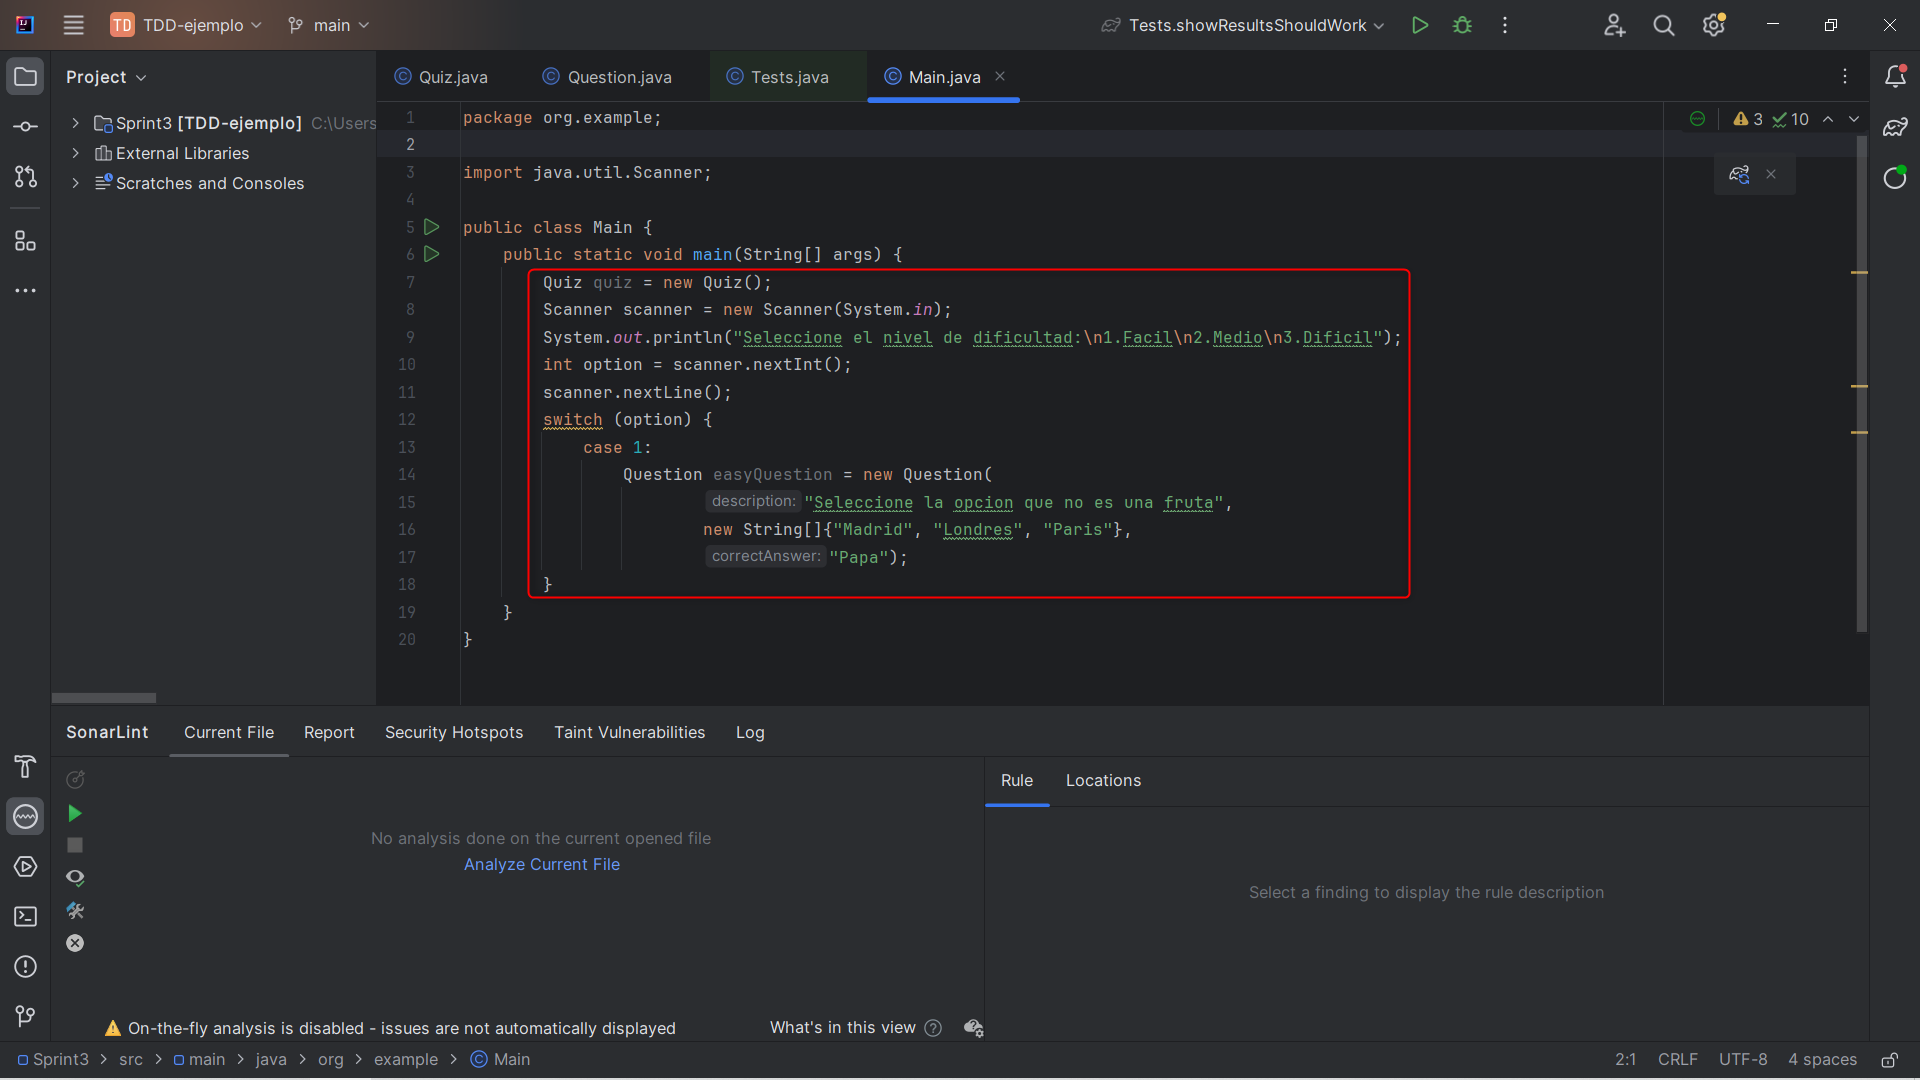 TD TDD-ejemplo main Tests.showResultsShouldWork
Project Quiz.java Question.java Tests.java Main.java
Sprint3 [TDD-ejemplo] C:\Users
External Libraries
Scratches and Consoles
3 10
1 package org.example;
2
3 import java.util.Scanner;
4
5 public class Main {
6 public static void main(String[] args) {
7 Quiz quiz = new Quiz();
8 Scanner scanner = new Scanner(System.in);
9 System.out.println("Seleccione el nivel de dificultad:\n1.Facil\n2.Medio\n3.Dificil");
10 int option = scanner.nextInt();
11 scanner.nextLine();
12 switch (option) {
13 case 1:
14 Question easyQuestion = new Question(
15 description: "Seleccione la opcion que no es una fruta",
16 new String[]{"Madrid", "Londres", "Paris"},
17 correctAnswer: "Papa");
18 }
19 }
20 }
SonarLint Current File Report Security Hotspots Taint Vulnerabilities Log
Rule Locations
No analysis done on the current opened file
Analyze Current File
Select a finding to display the rule description
On-the-fly analysis is disabled - issues are not automatically displayed What's in this view ?
Sprint3 > src > main > java > org > example > Main 2:1 CRLF UTF-8 4 spaces